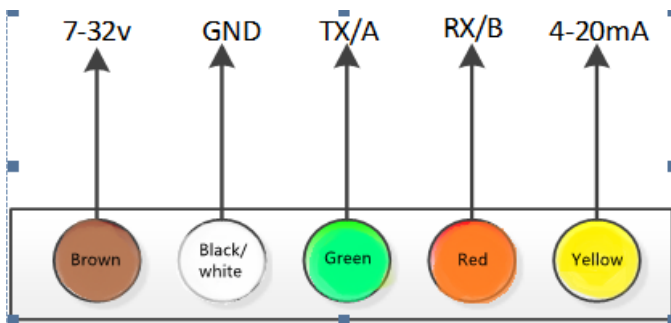 7-32v GND TX/A RX/B 4-20mA
Brown Black/ white Green Red Yellow